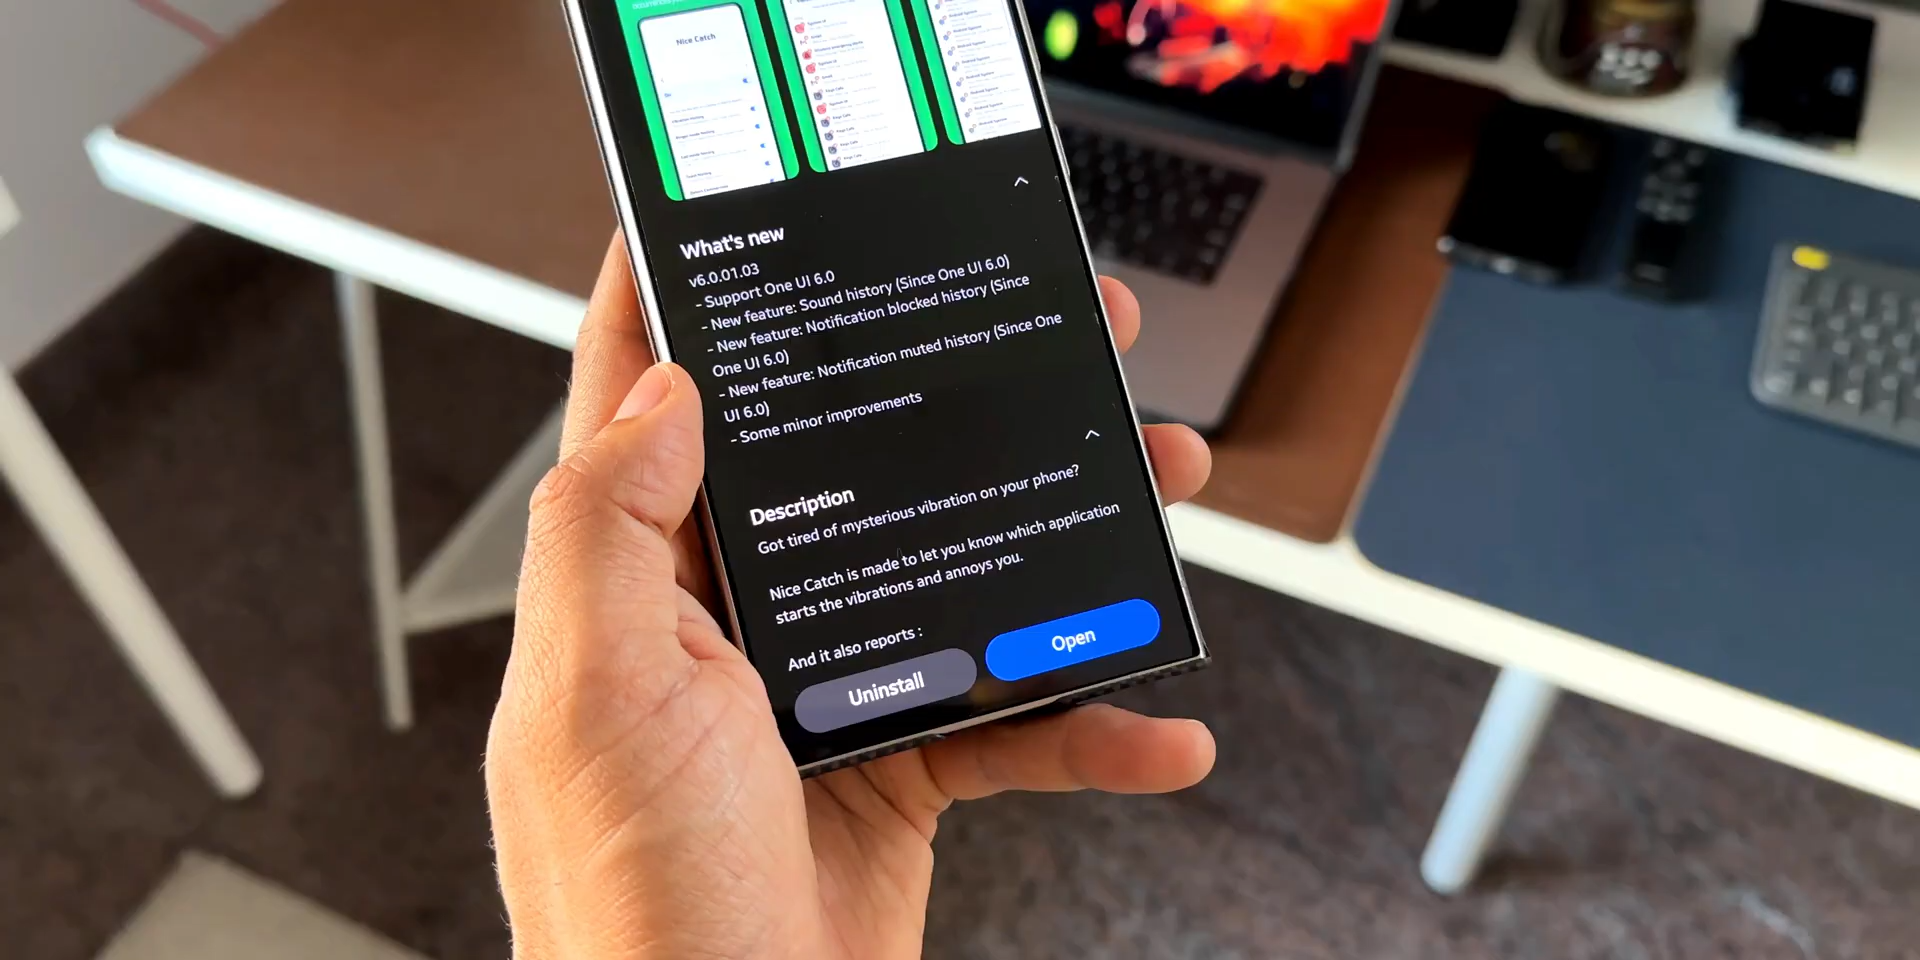 Nice Catch
What's new
v6.0.01.03
- Support One UI 6.0
- New feature: Sound history (Since One UI 6.0)
- New feature: Notification blocked history (Since
One UI 6.0)
- New feature: Notification muted history (Since One
UI 6.0)
- Some minor improvements
Description
Got tired of mysterious vibration on your phone?
Nice Catch is made to let you know which application
starts the vibrations and annoys you.
And it also reports :
Uninstall
Open